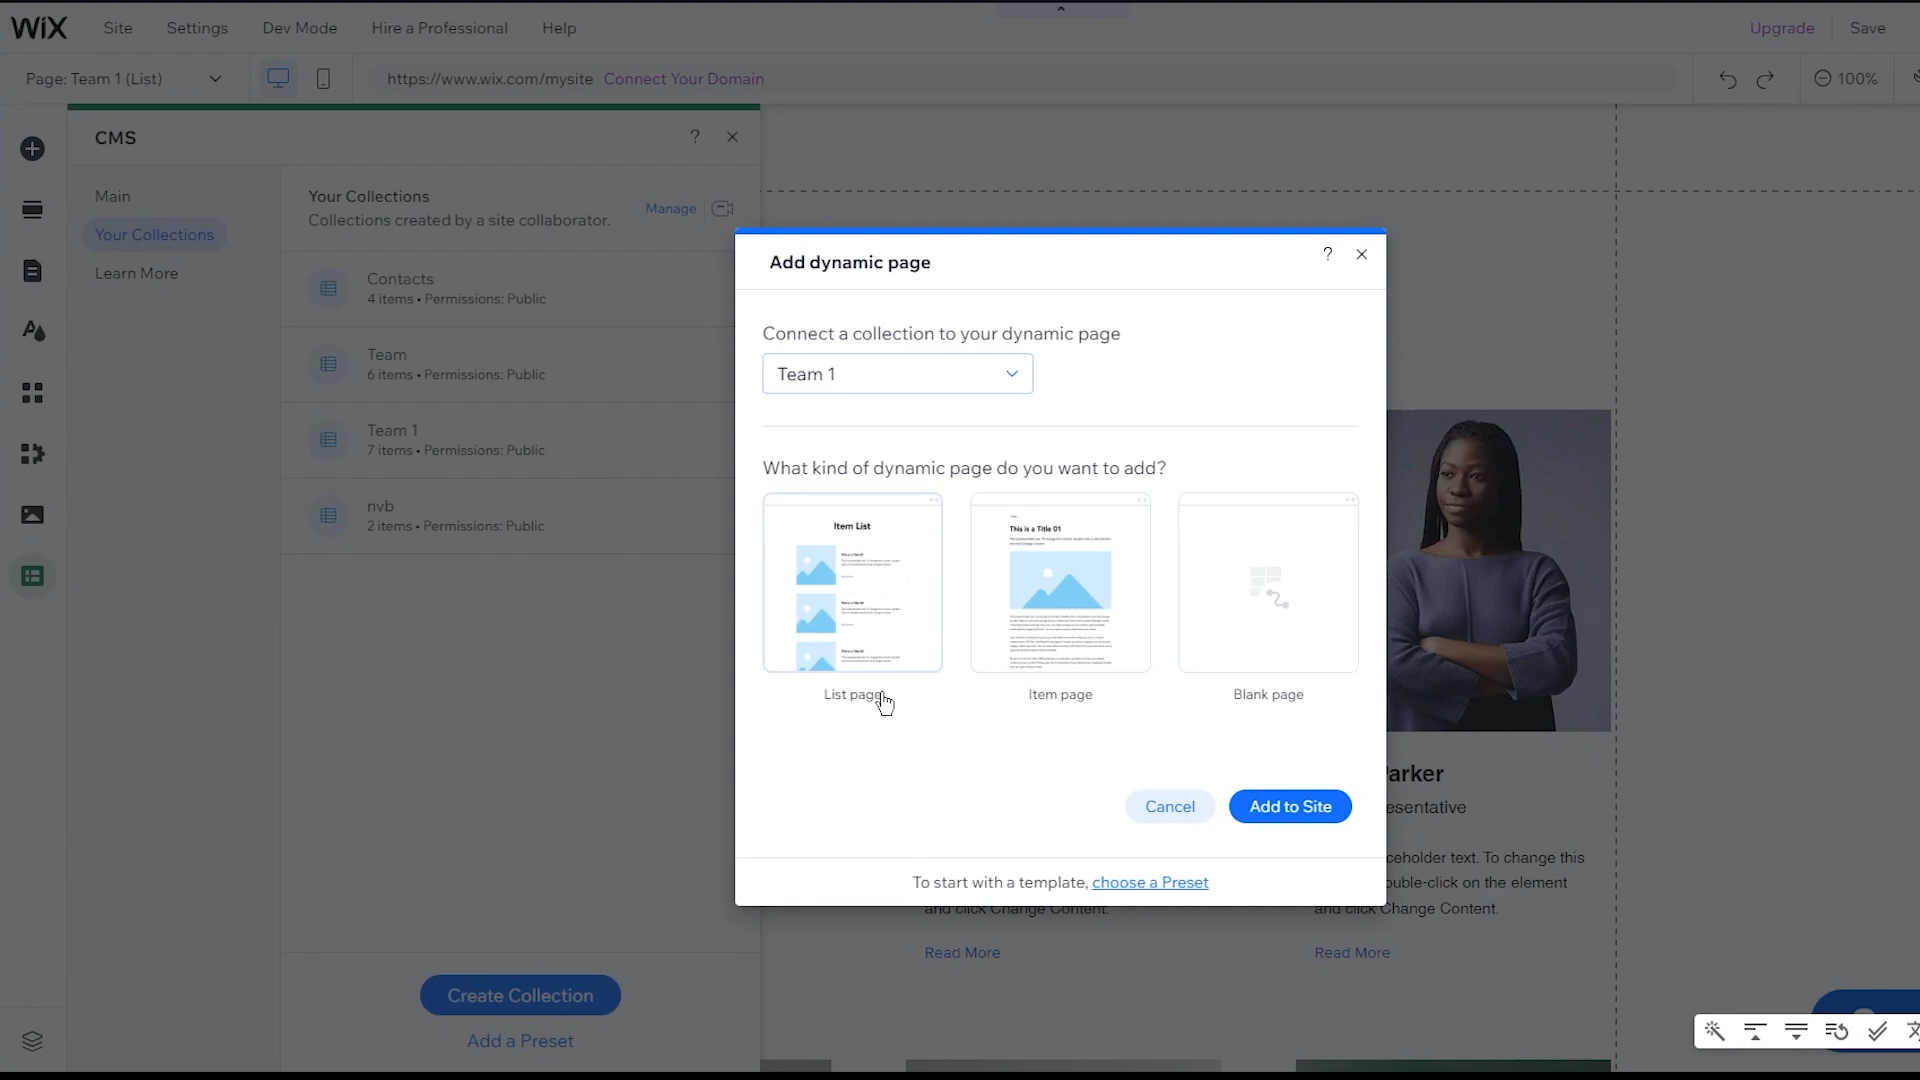 WiX
Site
Settings
Dev Mode
Hire a Professional
Help
Upgrade
Save
Page: Team 1 (List)
https://www.wix.com/mysite
Connect Your Domain
100%
CMS
?
Main
Your Collections
Learn More
Your Collections
Collections created by a site collaborator.
Manage
Contacts
4 items • Permissions: Public
Team
6 items • Permissions: Public
Team 1
7 items • Permissions: Public
nvb
2 items • Permissions: Public
Create Collection
Add a Preset
Add dynamic page
?
Connect a collection to your dynamic page
Team 1
What kind of dynamic page do you want to add?
Item List
List page
This is a Title 01
Item page
Blank page
Cancel
Add to Site
To start with a template, choose a Preset
and click Change Content.
Read More
Parker
esentative
ceholder text. To change this
ouble-click on the element
and click Change Content.
Read More